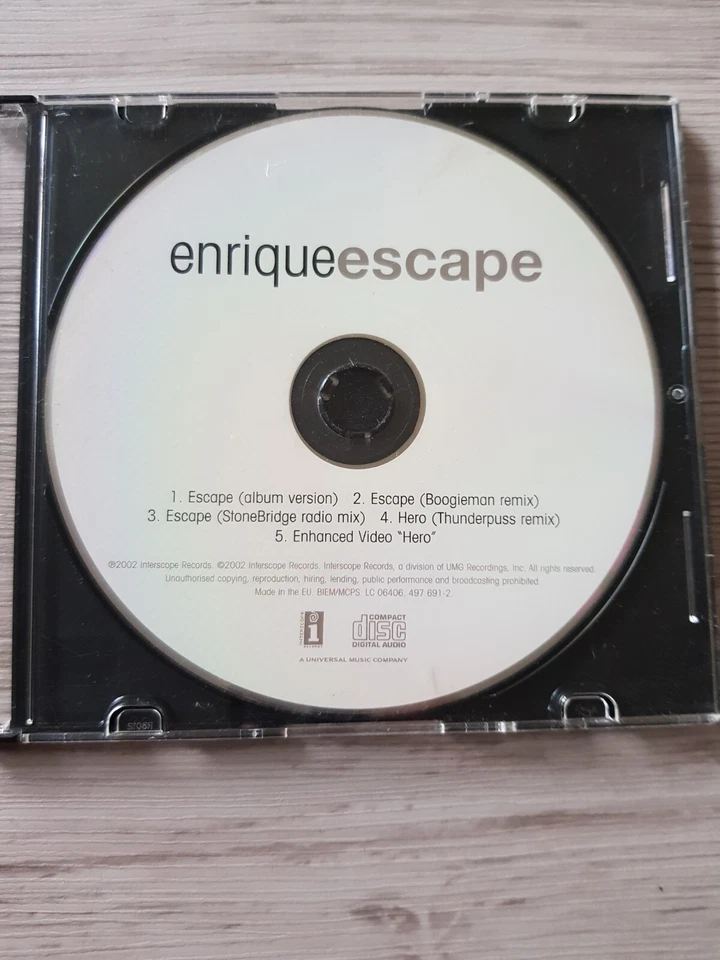 enriqueescape
1. Escape (album version) 2. Escape (Boogieman remix)
3. Escape (StoneBridge radio mix) 4. Hero (Thunderpuss remix)
5. Enhanced Video "Hero"
℗2002 Interscope Records. ©2002 Interscope Records. Interscope Records, a division of UMG Recordings, Inc. All rights reserved.
Unauthorised copying, reproduction, hiring, lending, public performance and broadcasting prohibited.
Made in the EU. BIEM/MCPS. LC 06406. 497 691-2.
INTERSCOPE i RECORDS
COMPACT
disc
DIGITAL AUDIO
A UNIVERSAL MUSIC COMPANY